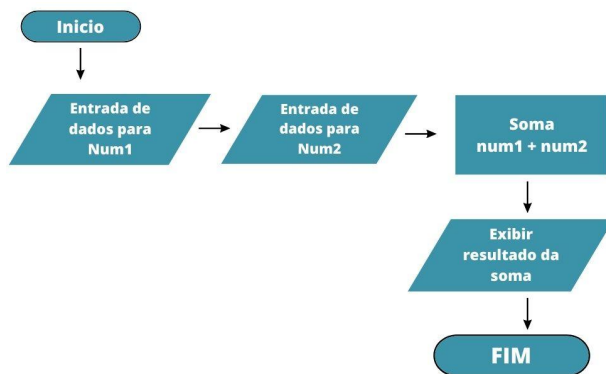 Inicio
Entrada de
dados para
Num1
Entrada de
dados para
Num2
Soma
num1 + num2
Exibir
resultado da
soma
FIM